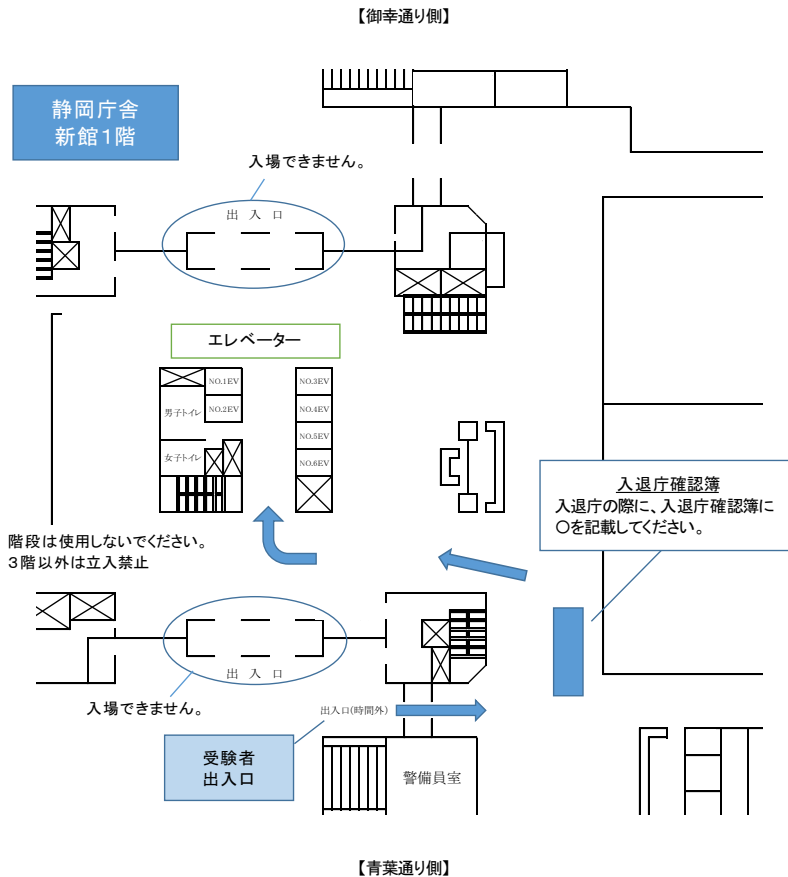 【御幸通り側】
静岡庁舎
新館1階
入場できません。
出 入 口
エレベーター
NO.1EV
NO.3EV
男子トイレ
NO.2EV
NO.4EV
NO.5EV
女子トイレ
NO.6EV
入退庁確認簿
入退庁の際に、入退庁確認簿に
〇を記載してください。
階段は使用しないでください。
3階以外は立入禁止
出 入 口
入場できません。
出入口(時間外)
受験者
出入口
警備員室
【青葉通り側】